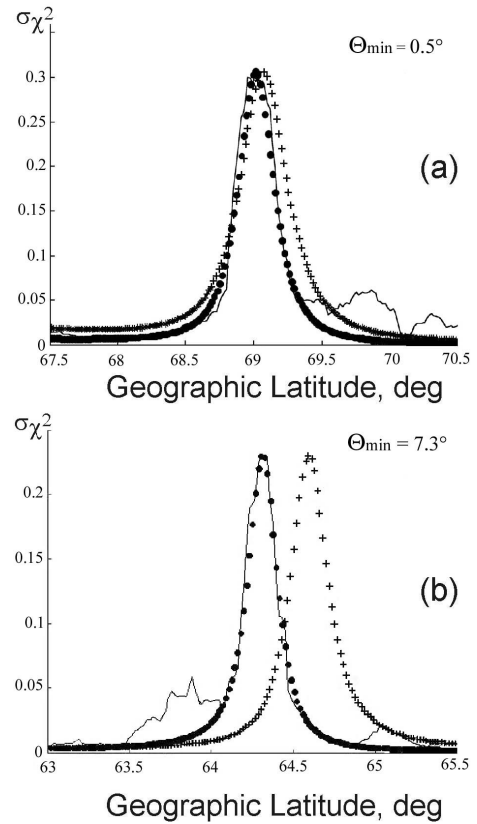 σχ²
Θmin = 0.5°
0.3
0.25
(a)
0.2
0.15
0.1
0.05
0
67.5 68 68.5 69 69.5 70 70.5
Geographic Latitude, deg
σχ²
Θmin = 7.3°
0.2
0.15
(b)
0.1
0.05
0
63 63.5 64 64.5 65 65.5
Geographic Latitude, deg